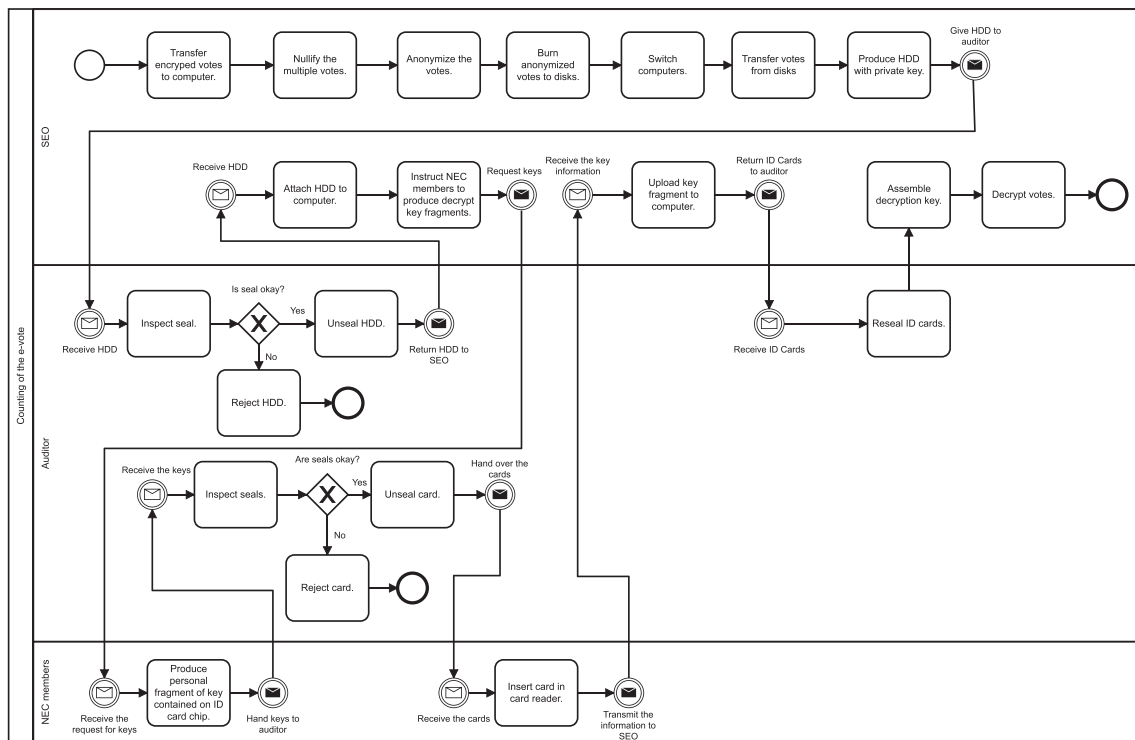 Counting of the e-vote
SEO
Transfer
encryped votes
to computer.
Nullify the
multiple votes.
Anonymize the
votes.
Burn
anonymized
votes to disks.
Switch
computers.
Transfer votes
from disks
Produce HDD
with private key.
Give HDD to
auditor
Receive HDD
Attach HDD to
computer.
Instruct NEC
members to
produce decrypt
key fragments.
Request keys
Receive the key
information
Upload key
fragment to
computer.
Return ID Cards
to auditor
Assemble
decryption key.
Decrypt votes.
Auditor
Receive HDD
Inspect seal.
Is seal okay?
Yes
No
Unseal HDD.
Return HDD to
SEO
Reject HDD.
Receive ID Cards
Reseal ID cards.
Receive the keys
Inspect seals.
Are seals okay?
Yes
No
Unseal card.
Hand over the
cards
Reject card.
NEC members
Receive the
request for keys
Produce
personal
fragment of key
contained on ID
card chip.
Hand keys to
auditor
Receive the cards
Insert card in
card reader.
Transmit the
information to
SEO